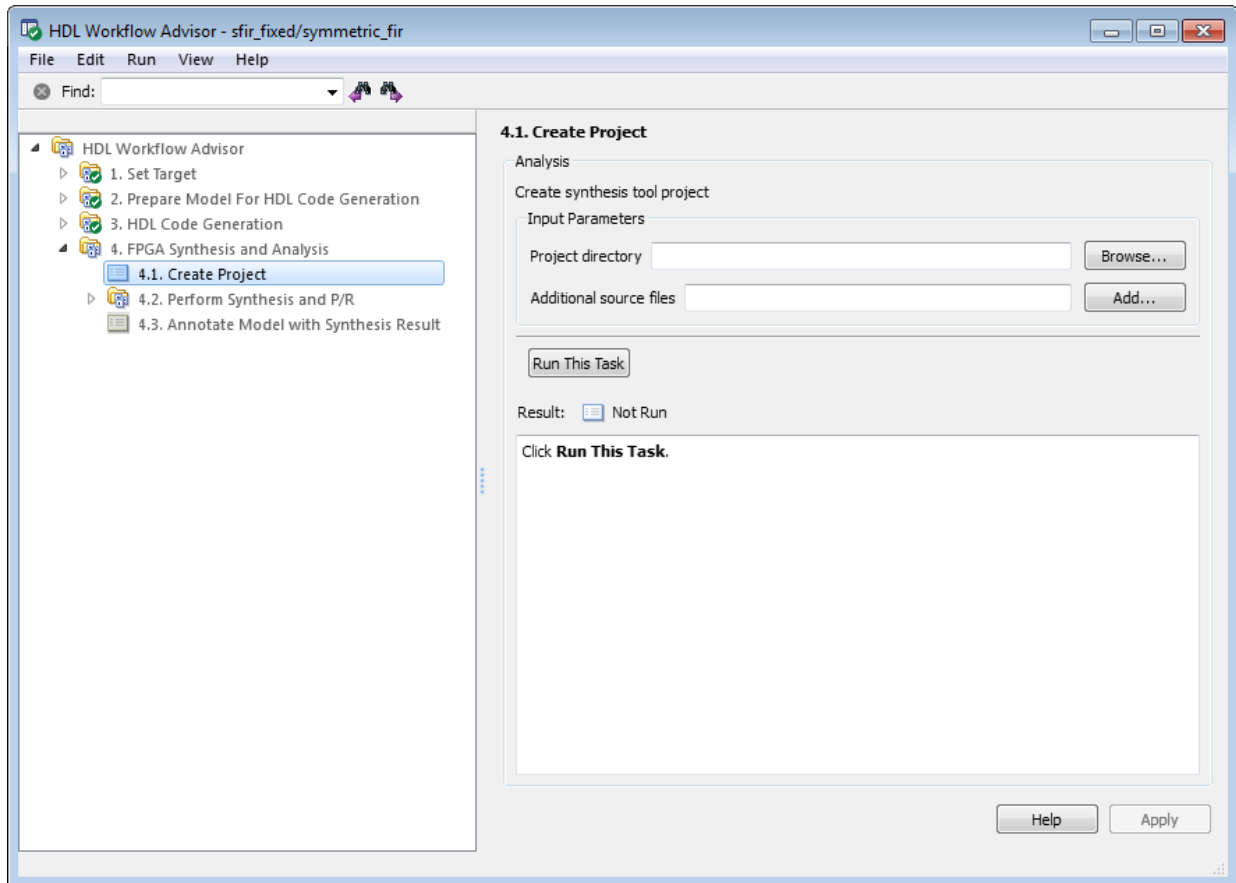 HDL Workflow Advisor - sfir_fixed/symmetric_fir
File Edit Run View Help
Find:
HDL Workflow Advisor
1. Set Target
2. Prepare Model For HDL Code Generation
3. HDL Code Generation
4. FPGA Synthesis and Analysis
4.1. Create Project
4.2. Perform Synthesis and P/R
4.3. Annotate Model with Synthesis Result
4.1. Create Project
Analysis
Create synthesis tool project
Input Parameters
Project directory Browse...
Additional source files Add...
Run This Task
Result: Not Run
Click Run This Task.
Help Apply